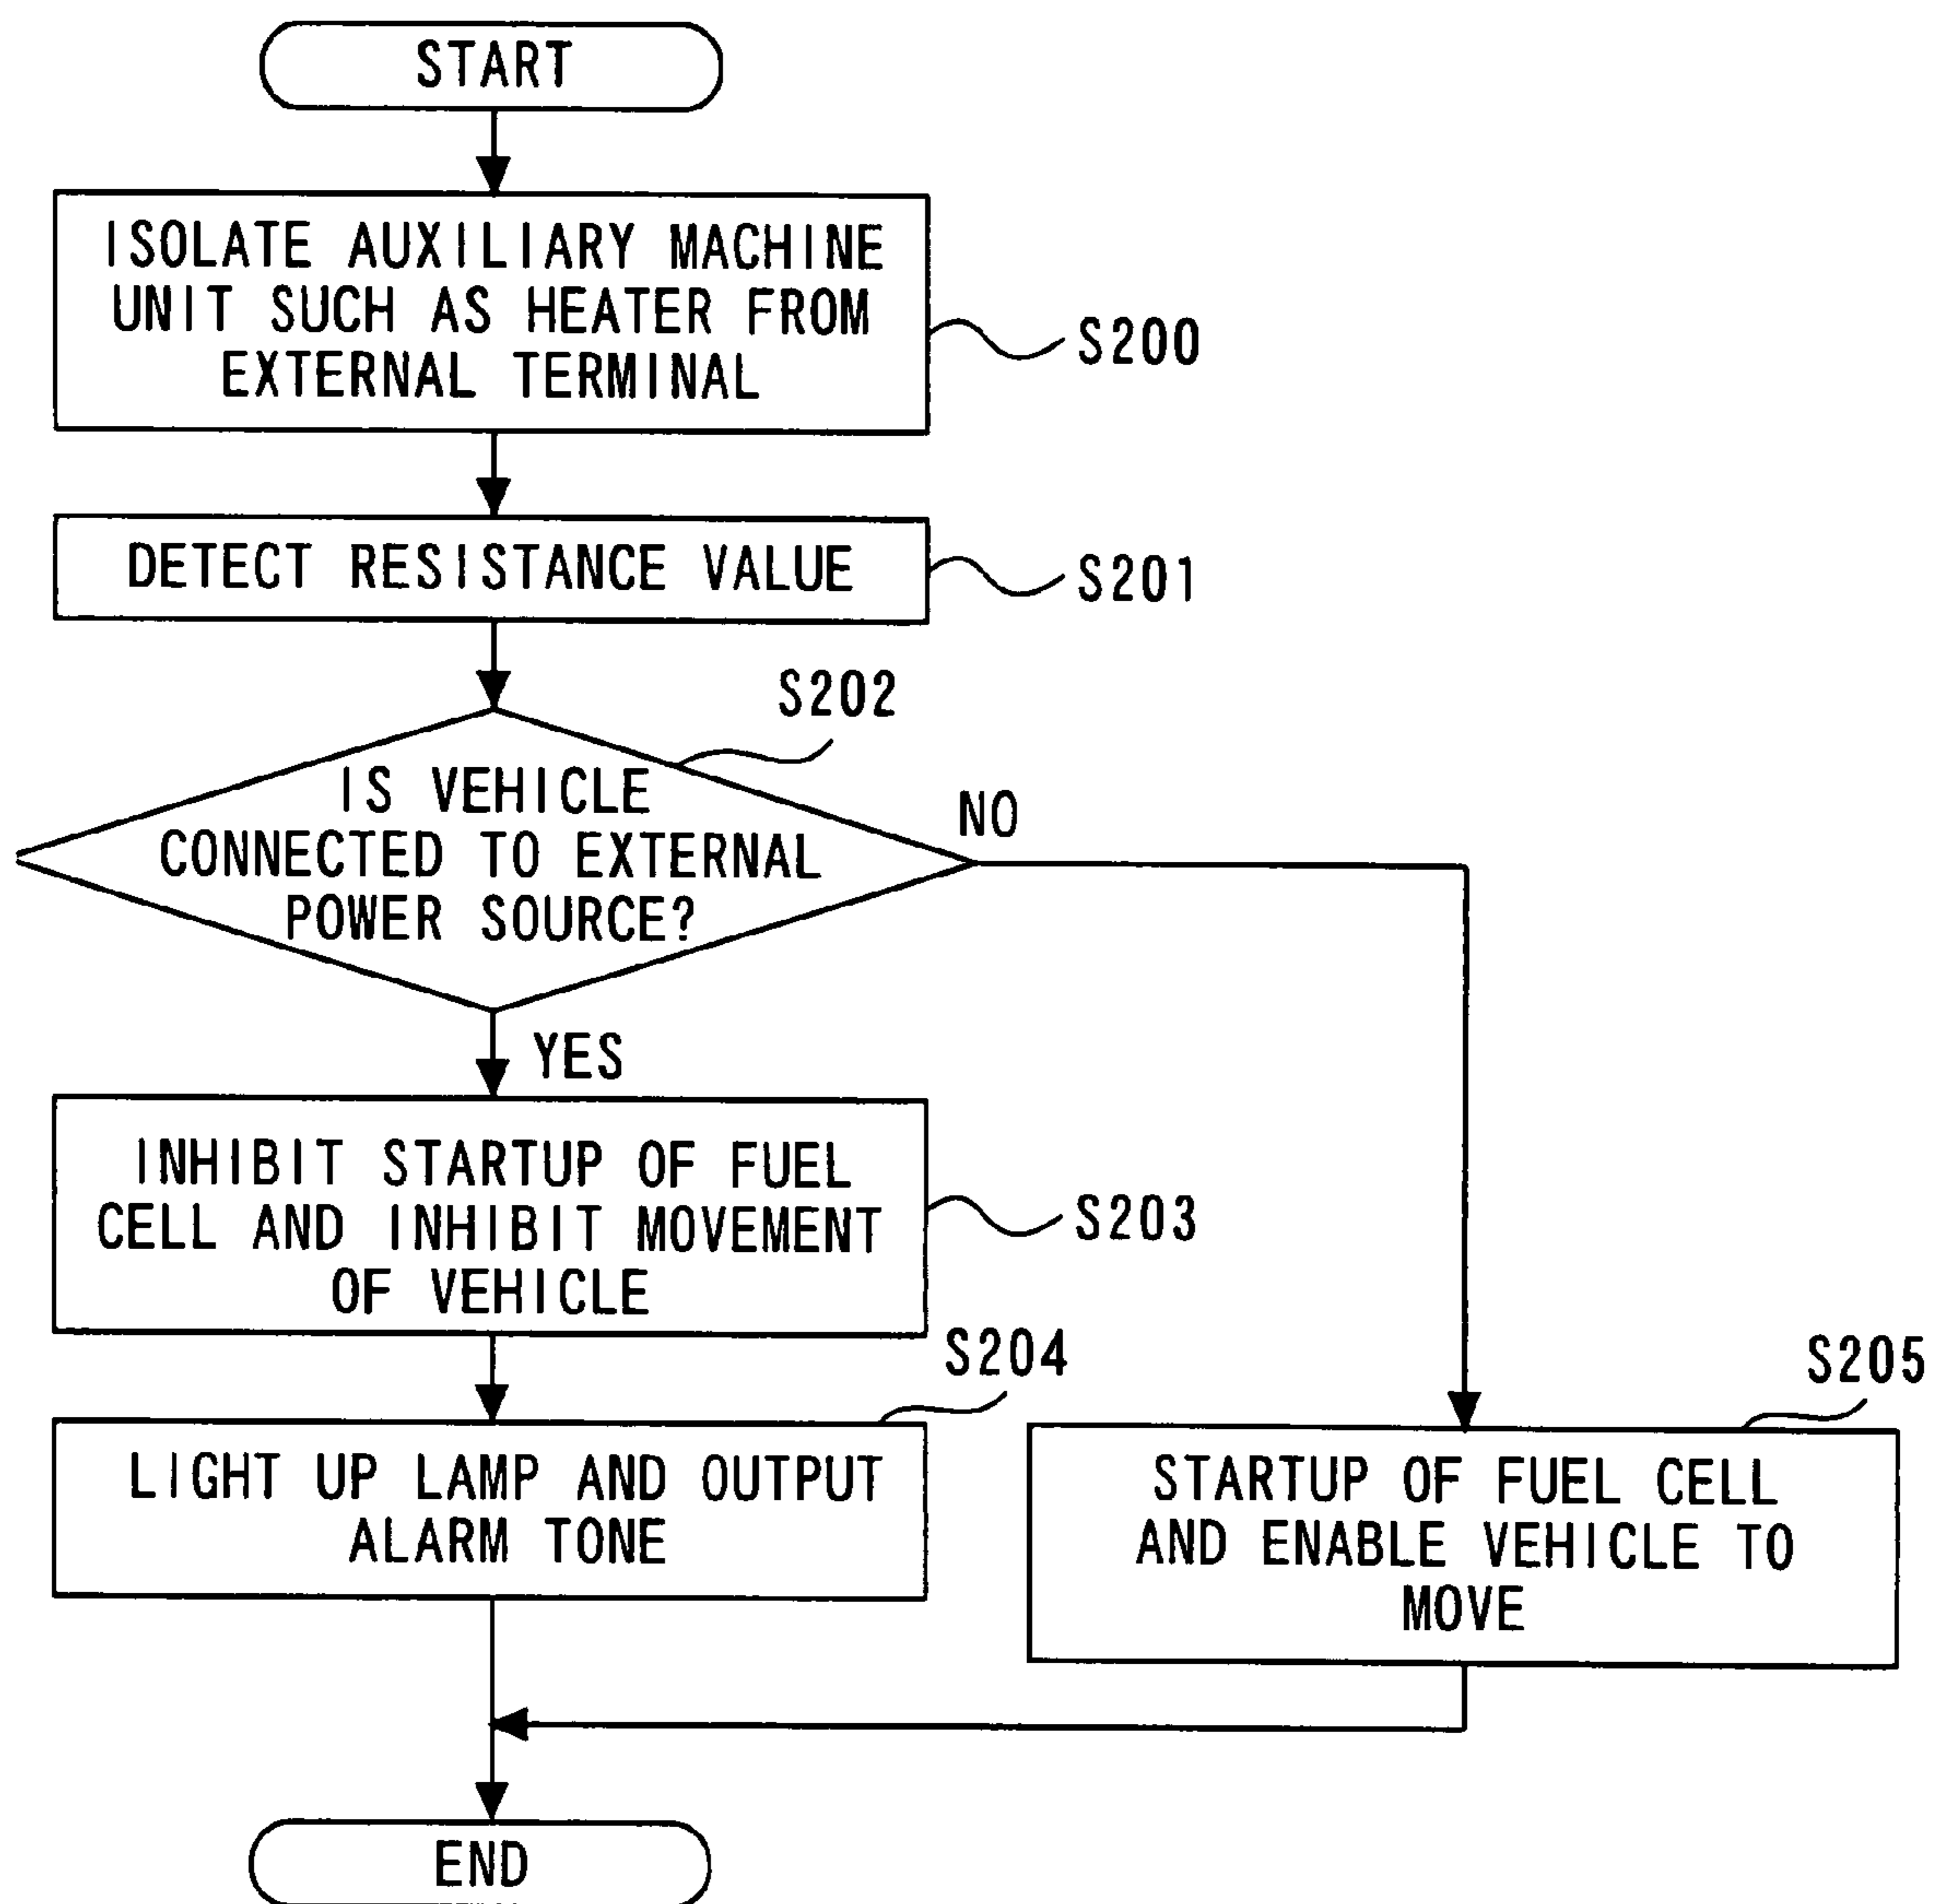 START
ISOLATE AUXILIARY MACHINE
UNIT SUCH AS HEATER FROM
EXTERNAL TERMINAL
S200
DETECT RESISTANCE VALUE
S201
S202
IS VEHICLE
CONNECTED TO EXTERNAL
POWER SOURCE?
NO
YES
INHIBIT STARTUP OF FUEL
CELL AND INHIBIT MOVEMENT
OF VEHICLE
S203
S204
LIGHT UP LAMP AND OUTPUT
ALARM TONE
S205
STARTUP OF FUEL CELL
AND ENABLE VEHICLE TO
MOVE
END